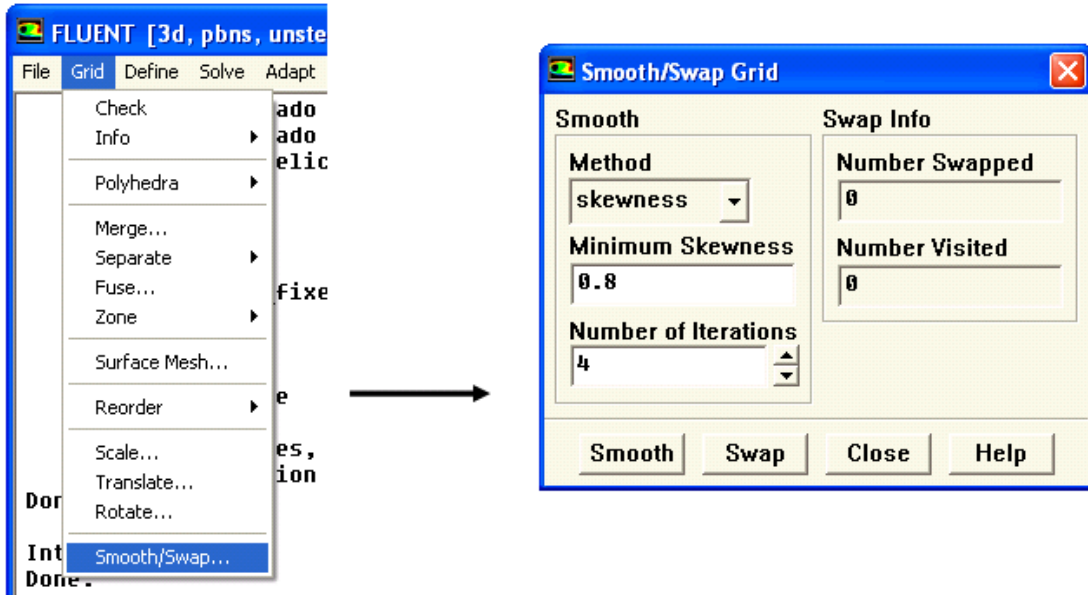 FLUENT [3d, pbns, unste
File Grid Define Solve Adapt
Check
Info
Polyhedra
Merge...
Separate
Fuse...
Zone
Surface Mesh...
Reorder
Scale...
Translate...
Rotate...
Smooth/Swap...
ado
ado
elic
fixe
e
es,
ion
Don
Int
Done.
Smooth/Swap Grid
Smooth
Method
skewness
Minimum Skewness
0.8
Number of Iterations
4
Swap Info
Number Swapped
0
Number Visited
0
Smooth Swap Close Help